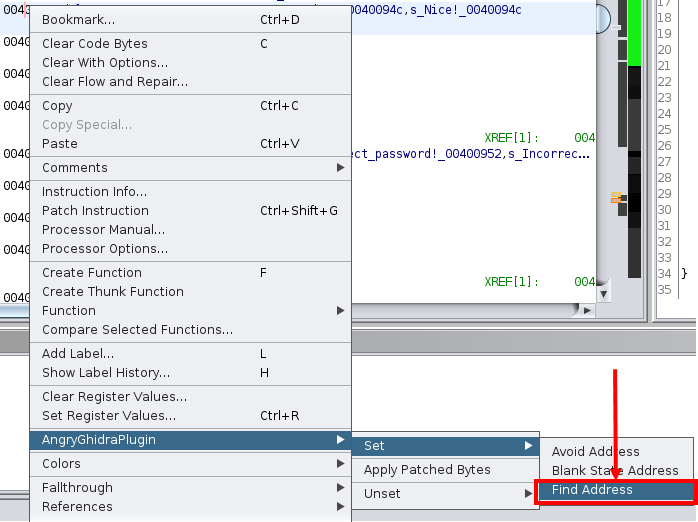 004
0040094c,s_Nice!_0040094c
Bookmark... Ctrl+D
004
Clear Code Bytes C
Clear With Options...
004
Clear Flow and Repair...
004
Copy Ctrl+C
Copy Special...
XREF[1]: 004
Paste Ctrl+V
004
ect_password!_00400952,s_Incorrec...
Comments
004
Instruction Info...
Patch Instruction Ctrl+Shift+G
004
Processor Manual...
004
Processor Options...
Create Function F
XREF[1]: 004
Create Thunk Function
004
Function
Compare Selected Functions...
Add Label... L
Show Label History... H
Clear Register Values...
Set Register Values... Ctrl+R
AngryGhidraPlugin
Colors
Fallthrough
References
Set
Apply Patched Bytes
Unset
Avoid Address
Blank State Address
Find Address
17
18
19
20
21
22
23
24
25
26
27
28
29
30
31
32
33
34 }
35